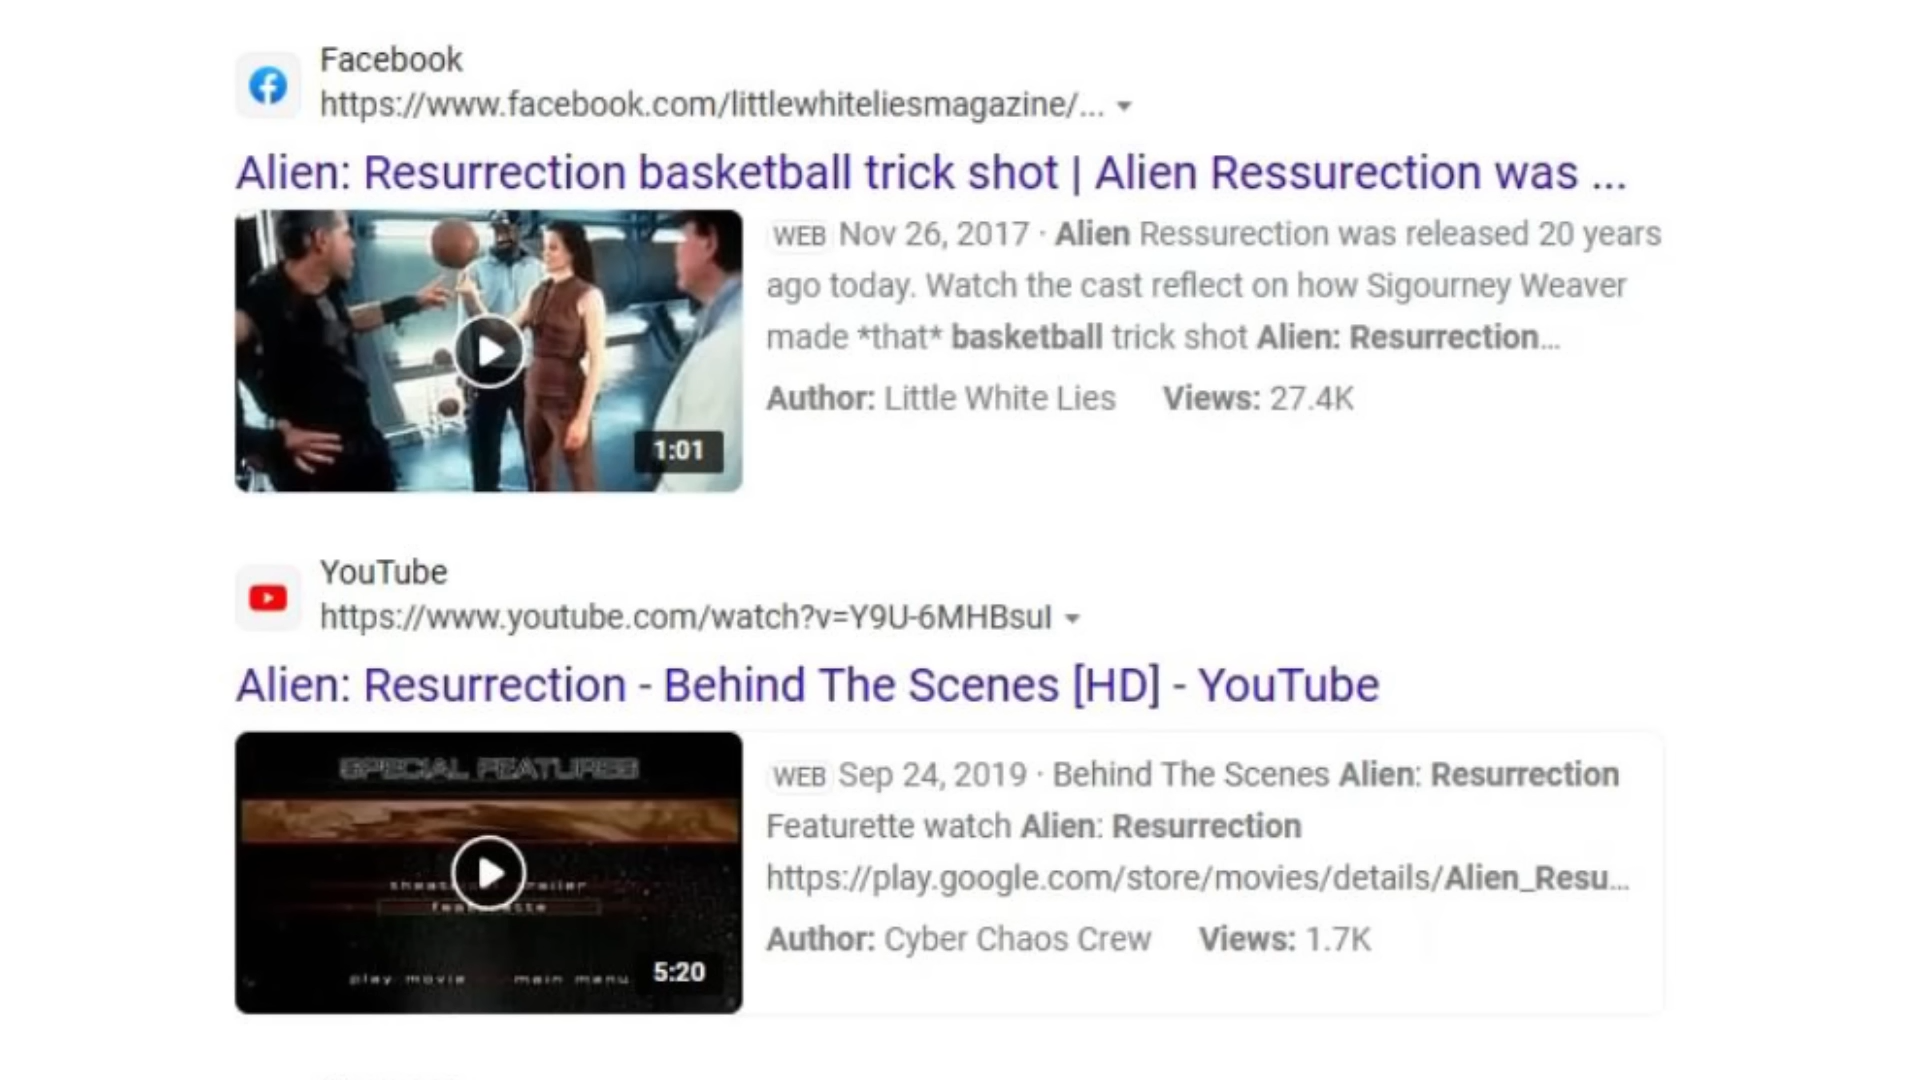 Facebook
https://www.facebook.com/littlewhiteliesmagazine/...
Alien: Resurrection basketball trick shot | Alien Ressurection was ...
WEB Nov 26, 2017 · Alien Ressurection was released 20 years
ago today. Watch the cast reflect on how Sigourney Weaver
made *that* basketball trick shot Alien: Resurrection...
Author: Little White Lies Views: 27.4K
1:01
YouTube
https://www.youtube.com/watch?v=Y9U-6MHBsuI
Alien: Resurrection - Behind The Scenes [HD] - YouTube
SPECIAL FEATURES
play movie main menu
5:20
WEB Sep 24, 2019 · Behind The Scenes Alien: Resurrection
Featurette watch Alien: Resurrection
https://play.google.com/store/movies/details/Alien_Resu...
Author: Cyber Chaos Crew Views: 1.7K